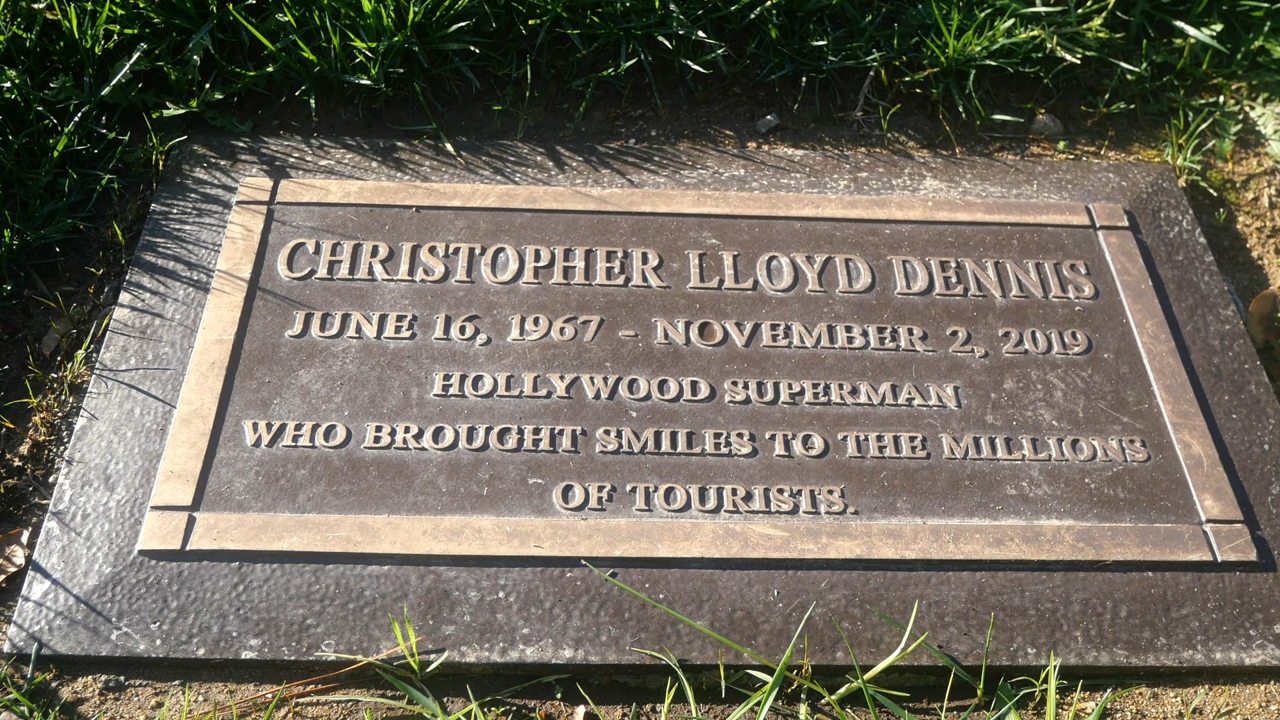 CHRISTOPHER LLOYD DENNIS
JUNE 16, 1967 - NOVEMBER 2, 2019
HOLLYWOOD SUPERMAN
WHO BROUGHT SMILES TO THE MILLIONS
OF TOURISTS.